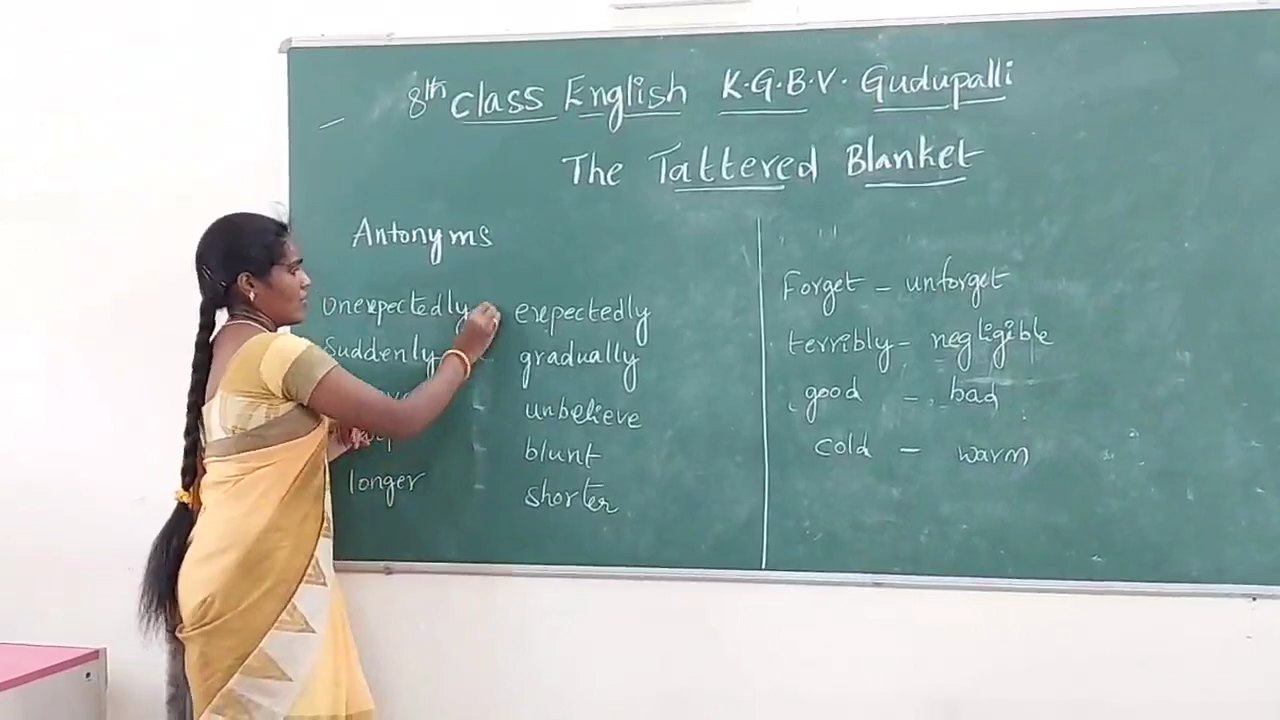 8th Class English K.G.B.V. Gudupalli
The Tattered Blanket
Antonyms
Unexpectedly - expectedly
Suddenly - gradually
- unbelieve
- blunt
longer - shorter
Forget - unforget
terribly - negligible
good - bad
cold - warm